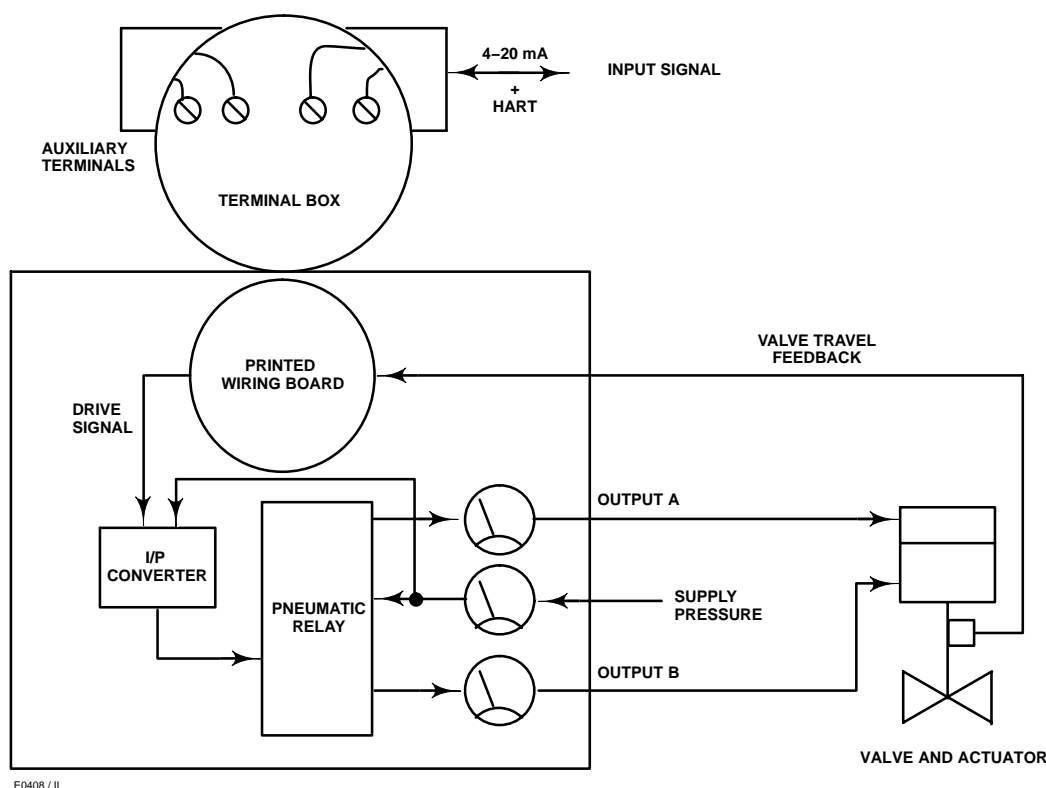 4–20 mA
+
HART
INPUT SIGNAL
AUXILIARY
TERMINALS
TERMINAL BOX
VALVE TRAVEL
FEEDBACK
PRINTED
WIRING BOARD
DRIVE
SIGNAL
OUTPUT A
I/P
CONVERTER
PNEUMATIC
RELAY
SUPPLY
PRESSURE
OUTPUT B
VALVE AND ACTUATOR
E0408 / IL